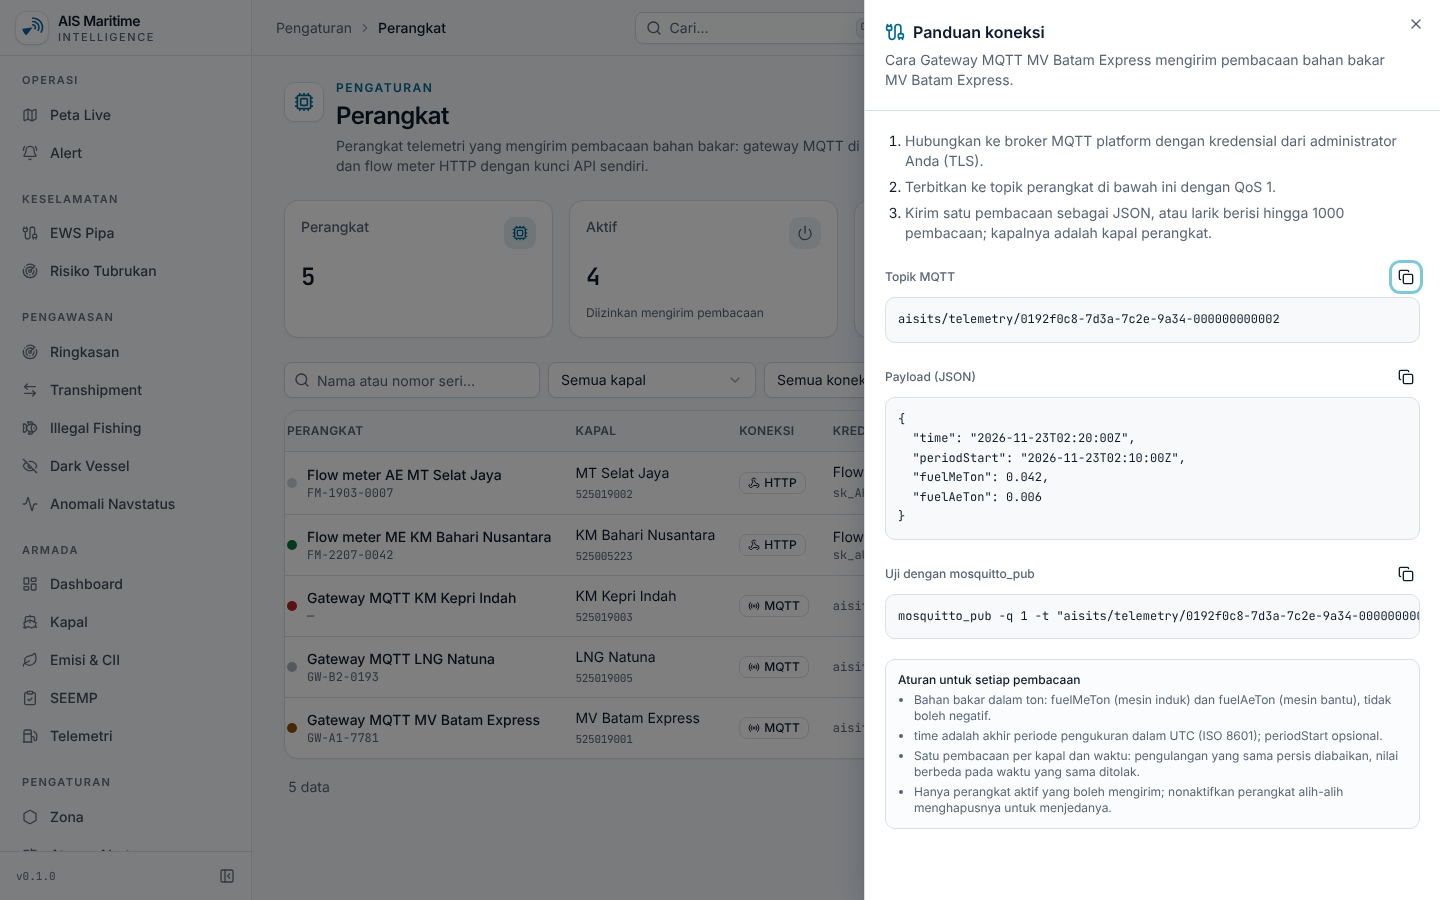 AIS Maritime
INTELLIGENCE
OPERASI
Peta Live
Alert
KESELAMATAN
EWS Pipa
Risiko Tubrukan
PENGAWASAN
Ringkasan
Transhipment
Illegal Fishing
Dark Vessel
Anomali Navstatus
ARMADA
Dashboard
Kapal
Emisi & CII
SEEMP
Telemetri
PENGATURAN
Zona
v0.1.0
Pengaturan > Perangkat
Cari...
PENGATURAN
Perangkat
Perangkat telemetri yang mengirim pembacaan bahan bakar: gateway MQTT di
dan flow meter HTTP dengan kunci API sendiri.
Perangkat
5
Aktif
4
Diizinkan mengirim pembacaan
Nama atau nomor seri...
Semua kapal
Semua konek
PERANGKAT KAPAL KONEKSI KRED
Flow meter AE MT Selat Jaya MT Selat Jaya HTTP Flow
FM-1903-0007 525019002
Flow meter ME KM Bahari Nusantara KM Bahari Nusantara HTTP Flow
FM-2207-0042 525005223
Gateway MQTT KM Kepri Indah KM Kepri Indah MQTT aisi
— 525019003
Gateway MQTT LNG Natuna LNG Natuna MQTT aisi
GW-B2-0193 525019005
Gateway MQTT MV Batam Express MV Batam Express MQTT aisi
GW-A1-7781 525019001
5 data
Panduan koneksi
Cara Gateway MQTT MV Batam Express mengirim pembacaan bahan bakar
MV Batam Express.
1. Hubungkan ke broker MQTT platform dengan kredensial dari administrator
Anda (TLS).
2. Terbitkan ke topik perangkat di bawah ini dengan QoS 1.
3. Kirim satu pembacaan sebagai JSON, atau larik berisi hingga 1000
pembacaan; kapalnya adalah kapal perangkat.
Topik MQTT
aisits/telemetry/0192f0c8-7d3a-7c2e-9a34-000000000002
Payload (JSON)
{
"time": "2026-11-23T02:20:00Z",
"periodStart": "2026-11-23T02:10:00Z",
"fuelMeTon": 0.042,
"fuelAeTon": 0.006
}
Uji dengan mosquitto_pub
mosquitto_pub -q 1 -t "aisits/telemetry/0192f0c8-7d3a-7c2e-9a34-00000000
Aturan untuk setiap pembacaan
• Bahan bakar dalam ton: fuelMeTon (mesin induk) dan fuelAeTon (mesin bantu), tidak
boleh negatif.
• time adalah akhir periode pengukuran dalam UTC (ISO 8601); periodStart opsional.
• Satu pembacaan per kapal dan waktu: pengulangan yang sama persis diabaikan, nilai
berbeda pada waktu yang sama ditolak.
• Hanya perangkat aktif yang boleh mengirim; nonaktifkan perangkat alih-alih
menghapusnya untuk menjedanya.